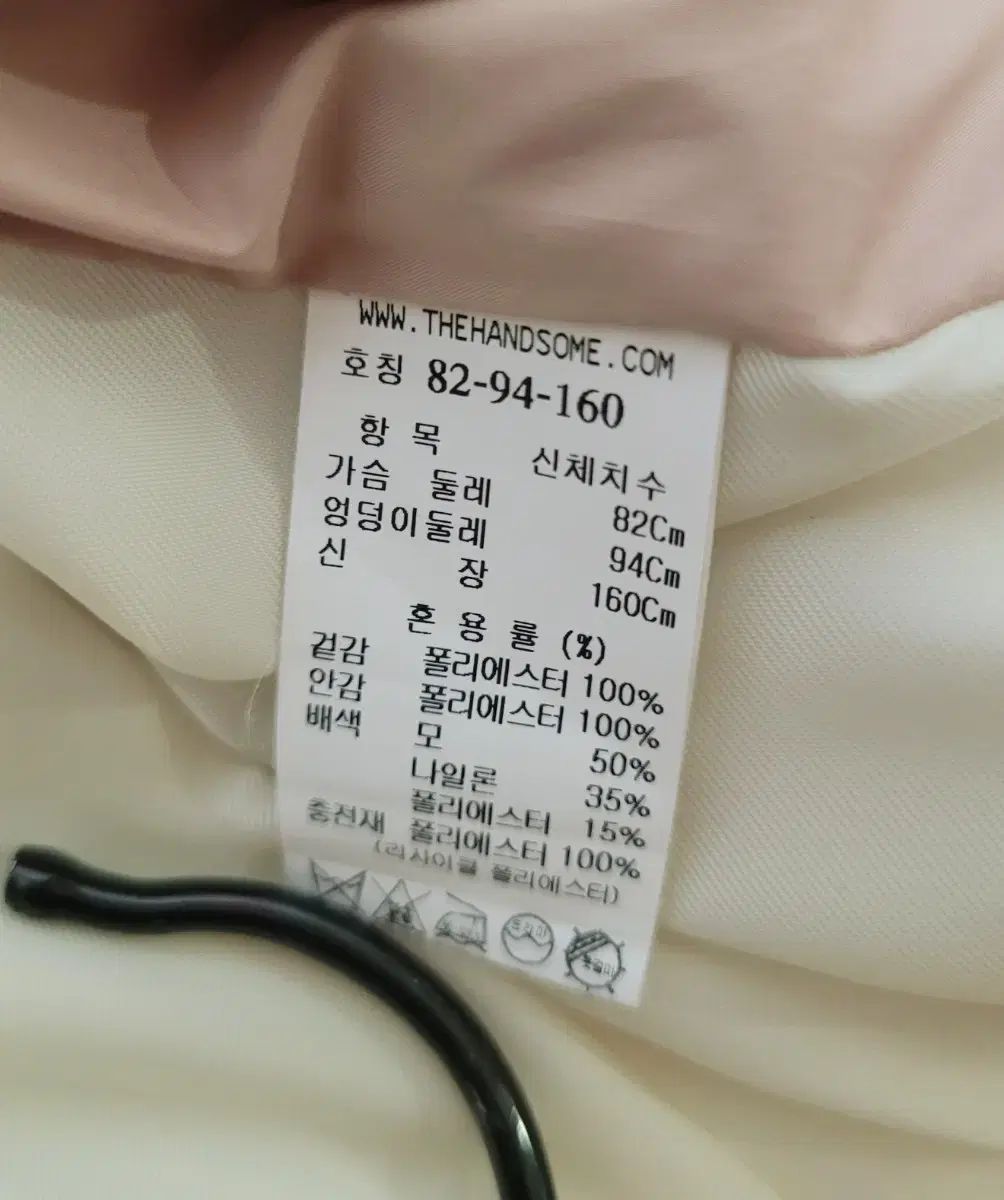 WWW.THEHANDSOME.COM
호칭 82-94-160
항 목 신체치수
가슴 둘레 82Cm
엉덩이둘레 94Cm
신 장 160Cm
혼 용 률 (%)
겉감 폴리에스터 100%
안감 폴리에스터 100%
배색 모 50%
나일론 35%
폴리에스터 15%
충전재 폴리에스터 100%
(리사이클 폴리에스터)
드라이